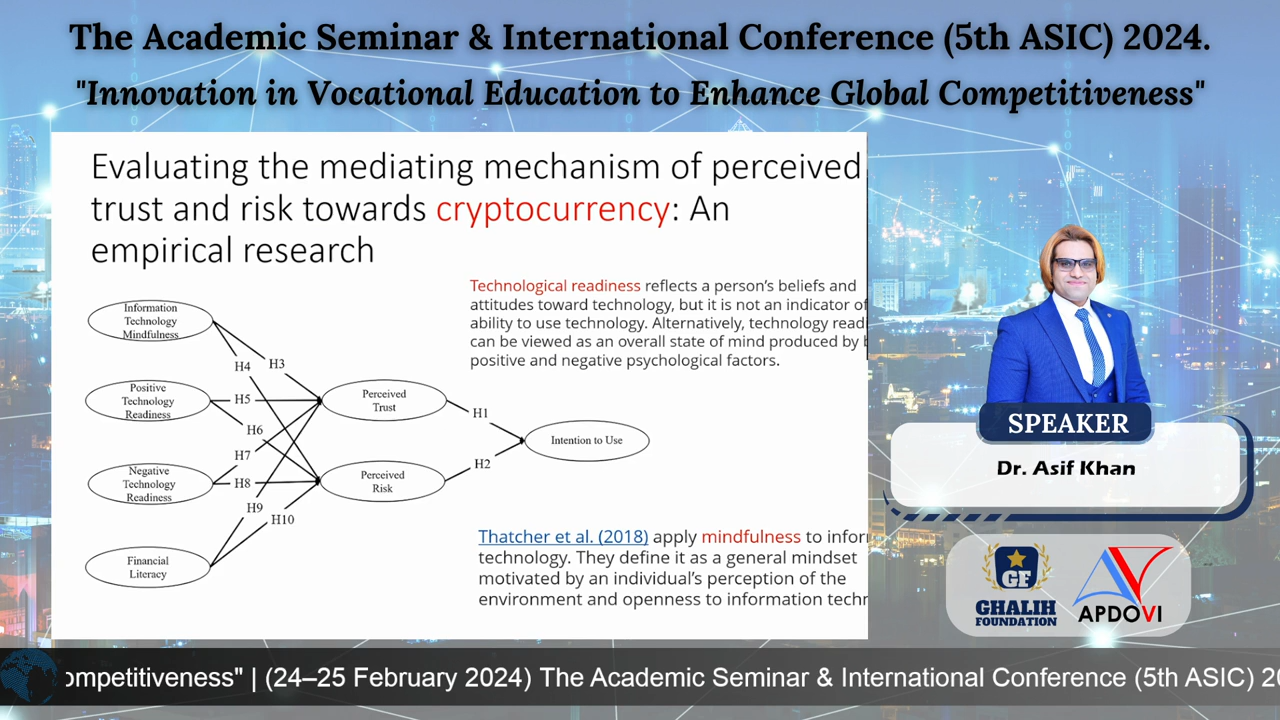 The Academic Seminar & International Conference (5th ASIC) 2024.
"Innovation in Vocational Education to Enhance Global Competitiveness"
Evaluating the mediating mechanism of perceived
trust and risk towards cryptocurrency: An
empirical research
Technological readiness reflects a person's beliefs and
attitudes toward technology, but it is not an indicator of
ability to use technology. Alternatively, technology readi
can be viewed as an overall state of mind produced by
positive and negative psychological factors.
Information
Technology
Mindfulness
H4
H3
Positive
Technology
Readiness
H5
H6
Perceived
Trust
H1
Intention to Use
H2
Negative
Technology
Readiness
H7
H8
Perceived
Risk
H9
H10
Financial
Literacy
Thatcher et al. (2018) apply mindfulness to infor
technology. They define it as a general mindset
motivated by an individual's perception of the
environment and openness to information techn
SPEAKER
Dr. Asif Khan
GF
GHALIH
FOUNDATION
APDOVI
ompetitiveness" | (24–25 February 2024) The Academic Seminar & International Conference (5th ASIC) 20